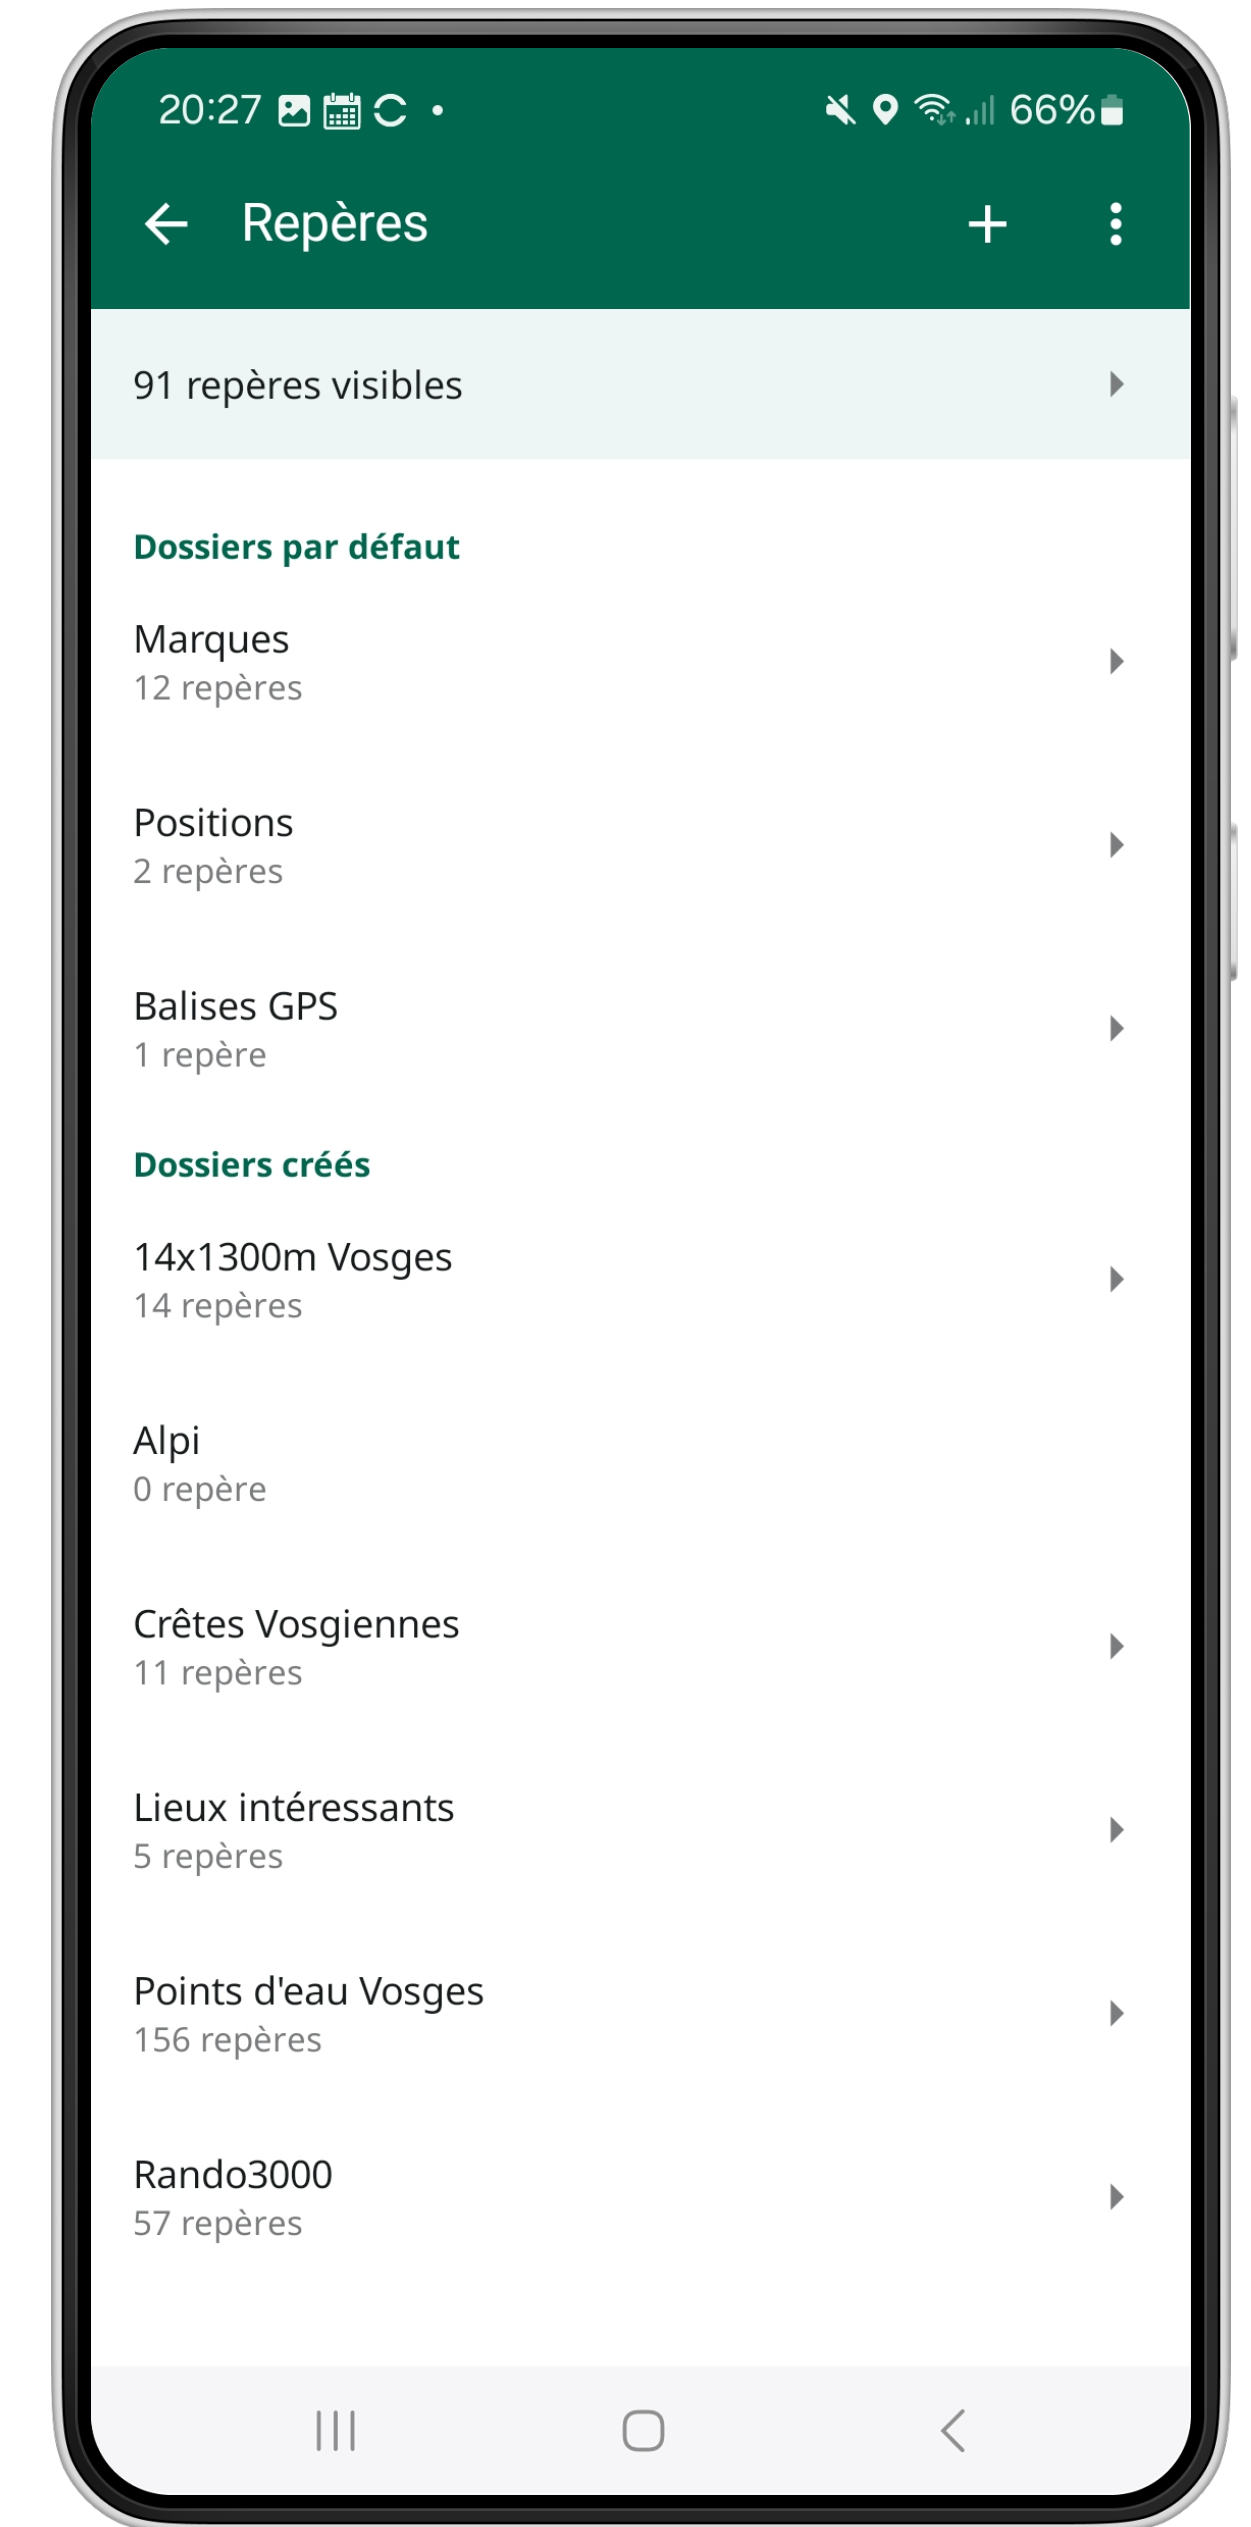 20:27
66%
Repères
91 repères visibles
Dossiers par défaut
Marques
12 repères
Positions
2 repères
Balises GPS
1 repère
Dossiers créés
14x1300m Vosges
14 repères
Alpi
0 repère
Crêtes Vosgiennes
11 repères
Lieux intéressants
5 repères
Points d'eau Vosges
156 repères
Rando3000
57 repères